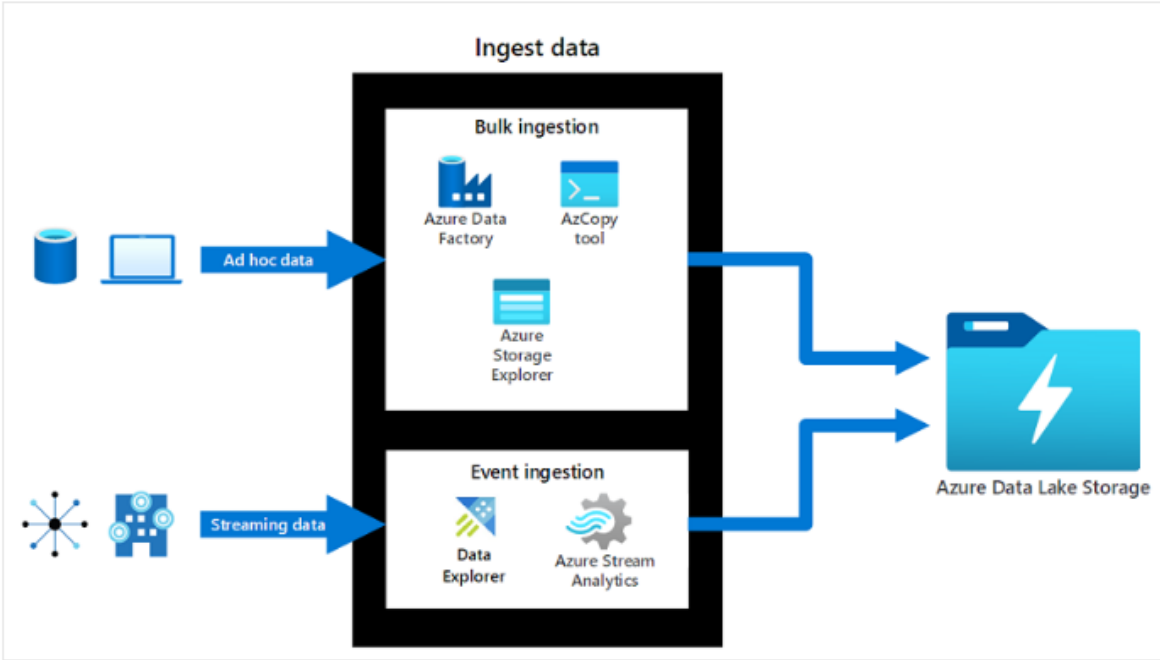 Ingest data
Bulk ingestion
Azure Data
Factory
AzCopy
tool
Ad hoc data
Azure
Storage
Explorer
Azure Data Lake Storage
Event ingestion
Streaming data
Data
Explorer
Azure Stream
Analytics